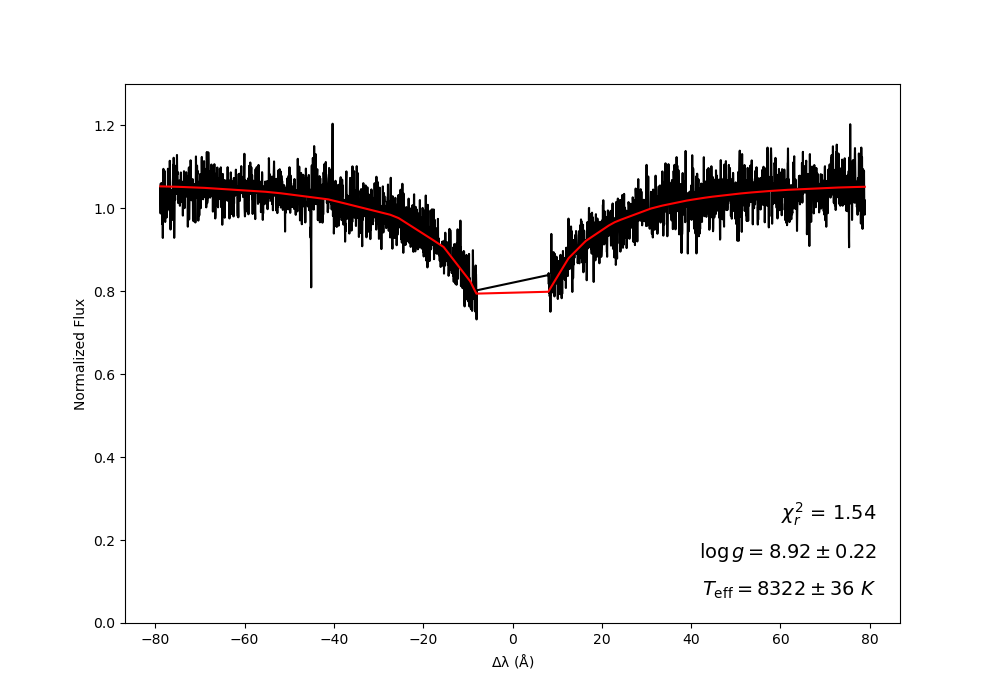 1.2
1.0
0.8
0.6
0.4
0.2
0.0
Normalized Flux
χ²ᵣ = 1.54
log g = 8.92 ± 0.22
T_eff = 8322 ± 36 K
−80 −60 −40 −20 0 20 40 60 80
Δλ (Å)